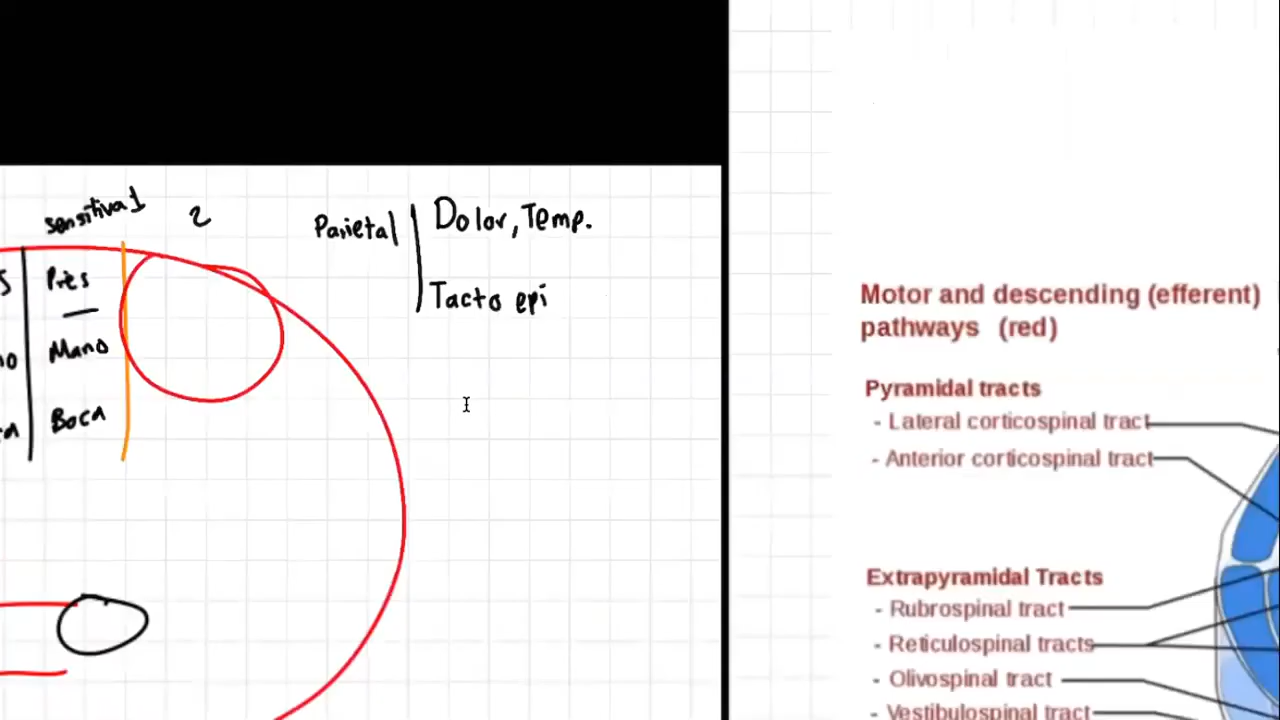 sensitiva 1
2
Parietal
Dolor, Temp.
Tacto epi
Pies
Mano
Boca
Motor and descending (efferent)
pathways (red)
Pyramidal tracts
- Lateral corticospinal tract
- Anterior corticospinal tract
Extrapyramidal Tracts
- Rubrospinal tract
- Reticulospinal tracts
- Olivospinal tract
- Vestibulospinal tract